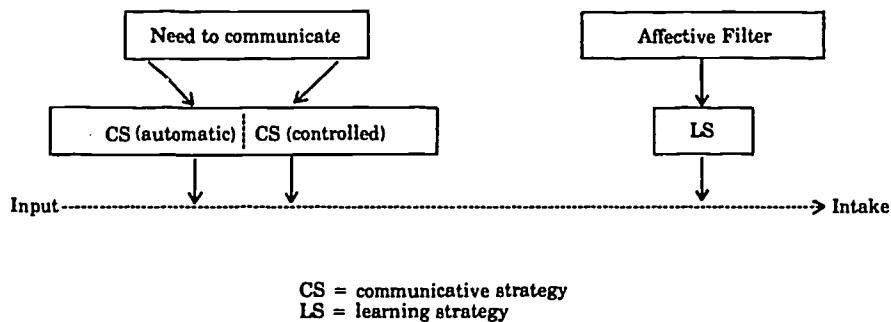 Need to communicate
Affective Filter
CS (automatic) CS (controlled)
LS
Input
Intake
CS = communicative strategy
LS = learning strategy